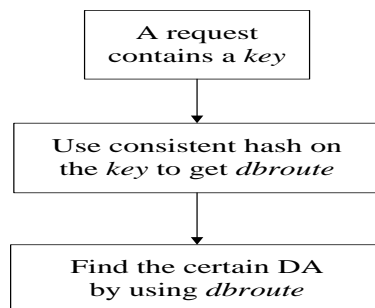 A request
contains a key
Use consistent hash on
the key to get dbroute
Find the certain DA
by using dbroute